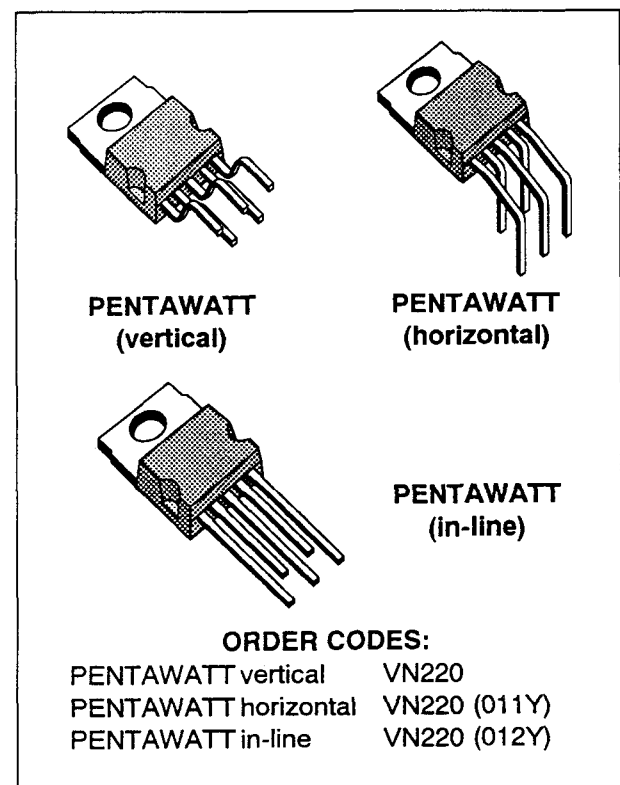 PENTAWATT
(vertical)
PENTAWATT
(horizontal)
PENTAWATT
(in-line)
ORDER CODES:
PENTAWATT vertical VN220
PENTAWATT horizontal VN220 (011Y)
PENTAWATT in-line VN220 (012Y)